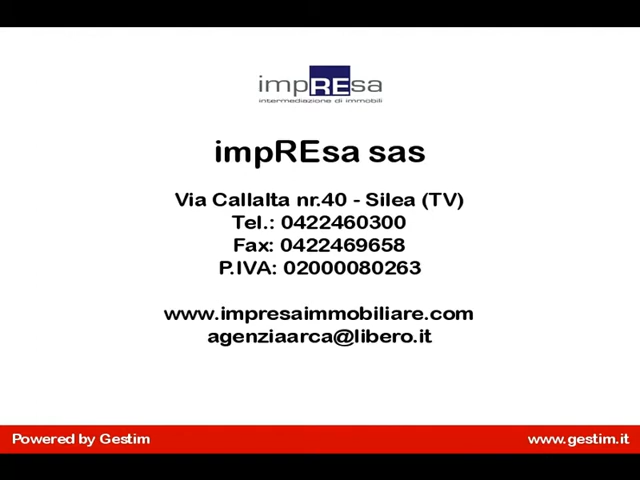 impREsa
intermediazione di immobili
impREsa sas
Via Callalta nr.40 - Silea (TV)
Tel.: 0422460300
Fax: 0422469658
P.IVA: 02000080263
www.impresaimmobiliare.com
agenziaarca@libero.it
Powered by Gestim
www.gestim.it